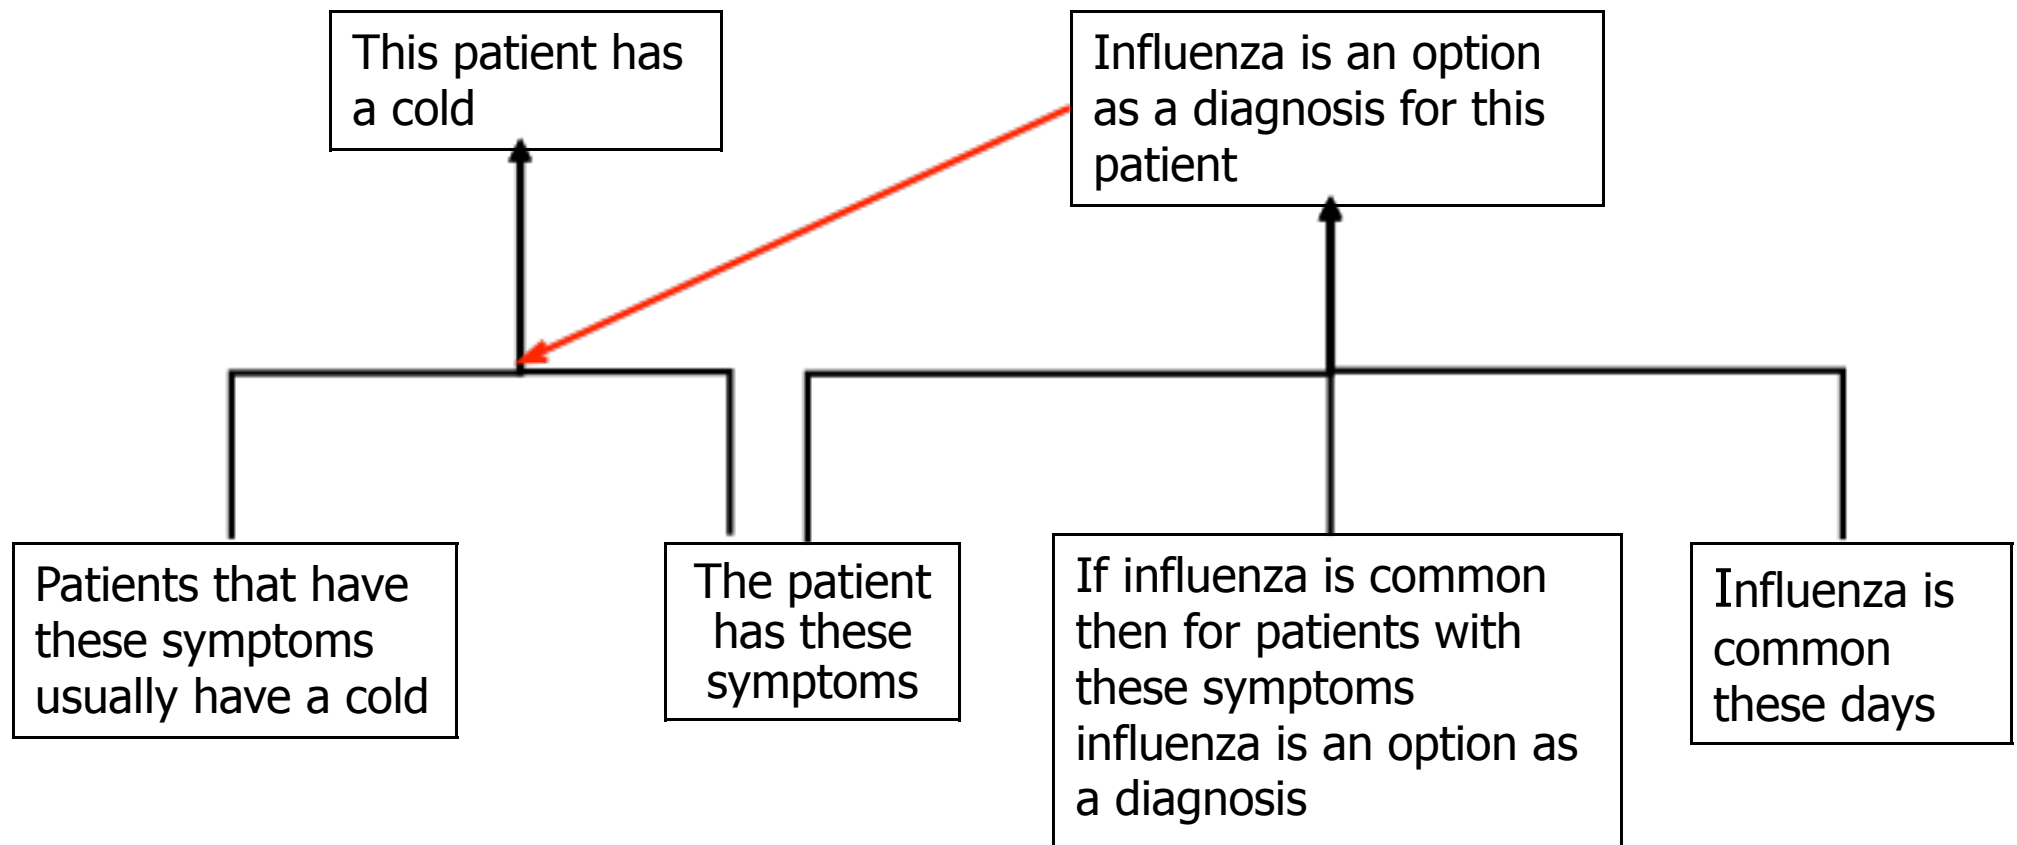 This patient has
a cold
Influenza is an option
as a diagnosis for this
patient
Patients that have
these symptoms
usually have a cold
The patient
has these
symptoms
If influenza is common
then for patients with
these symptoms
influenza is an option as
a diagnosis
Influenza is
common
these days